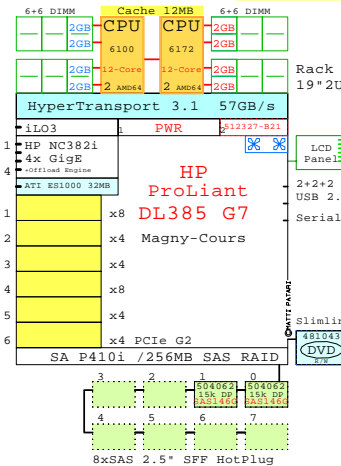 6+6 DIMM Cache 12MB 6+6 DIMM
2GB CPU CPU 2GB
2GB 6100 6172 2GB
2GB 12-Core 12-Core 2GB
2GB 2 AMD64 2 AMD64 2GB
Rack
19"2U
HyperTransport 3.1 57GB/s
iLO3 1 PWR 2 512327-B21
1 HP NC382i
4x GigE
4 +Offload Engine
ATI ES1000 32MB
LCD
Panel
HP
ProLiant
DL385 G7
Magny-Cours
2+2+2
USB 2.
Serial
1 x8
2 x4
3 x4
4 x8
5 x4
6 x4 PCIe G2
©MATTI PATARI
Slimlin
481043
DVD
R/W
SA P410i /256MB SAS RAID
3 2 1 0
504062 504062
15k DP 15k DP
SAS146G SAS146G
4 5 6 7
8xSAS 2.5" SFF HotPlug